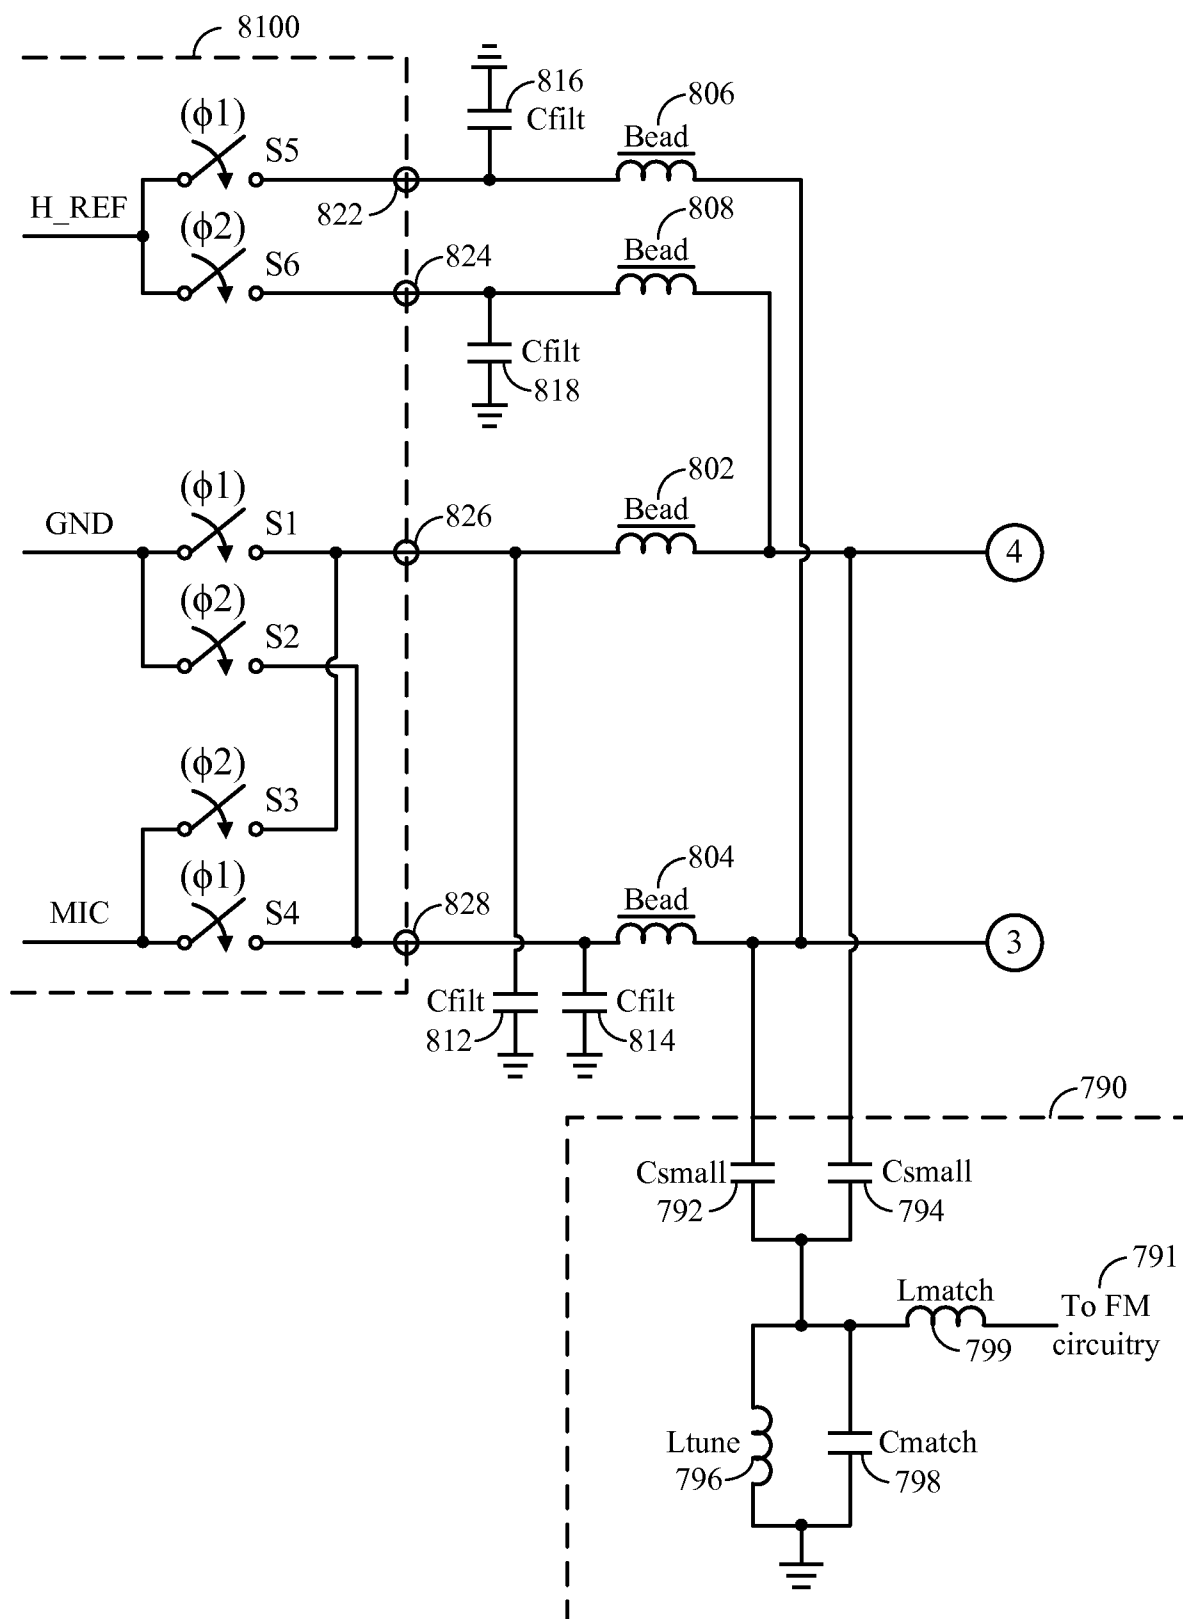 8100
(ϕ1)
S5
H_REF
(ϕ2)
S6
822
824
816
Cfilt
806
Bead
808
Bead
Cfilt
818
(ϕ1)
GND
S1
826
802
Bead
4
(ϕ2)
S2
(ϕ2)
S3
(ϕ1)
MIC
S4
828
804
Bead
3
Cfilt
812
Cfilt
814
790
Csmall
792
Csmall
794
791
Lmatch
799
To FM
circuitry
Ltune
796
Cmatch
798